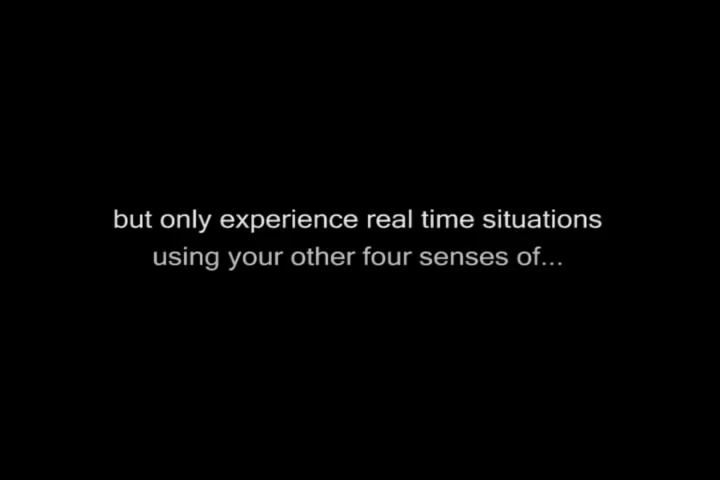 but only experience real time situations
using your other four senses of...